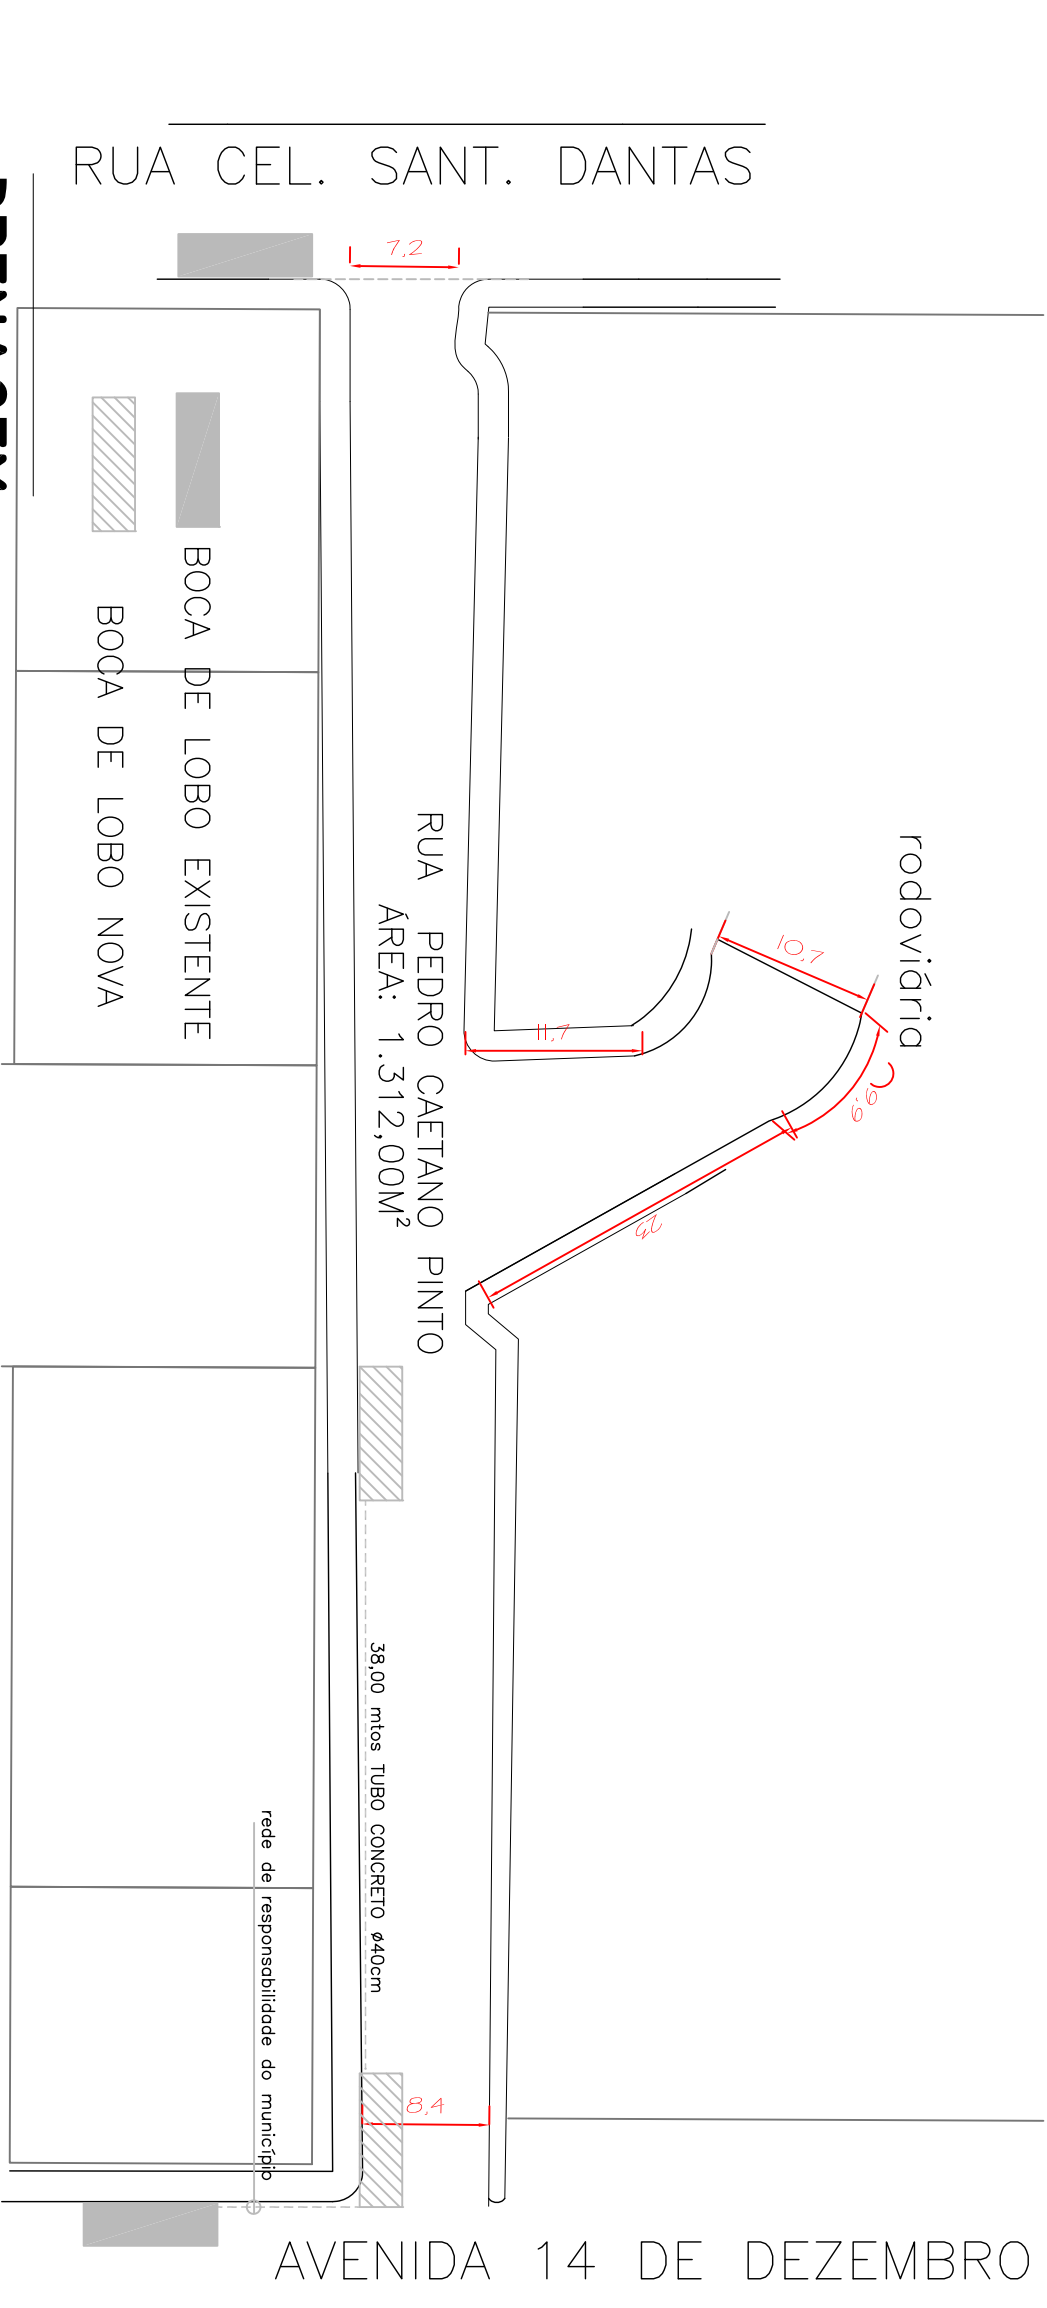 RUA CEL. SANT. DANTAS
7,2
BOCA DE LOBO EXISTENTE
BOCA DE LOBO NOVA
rodoviária
10,7
11,7
9,9
23
RUA PEDRO CAETANO PINTO
ÁREA: 1.312,00M²
38,00 mtos TUBO CONCRETO ø40cm
rede de responsabilidade do município
8,4
AVENIDA 14 DE DEZEMBRO